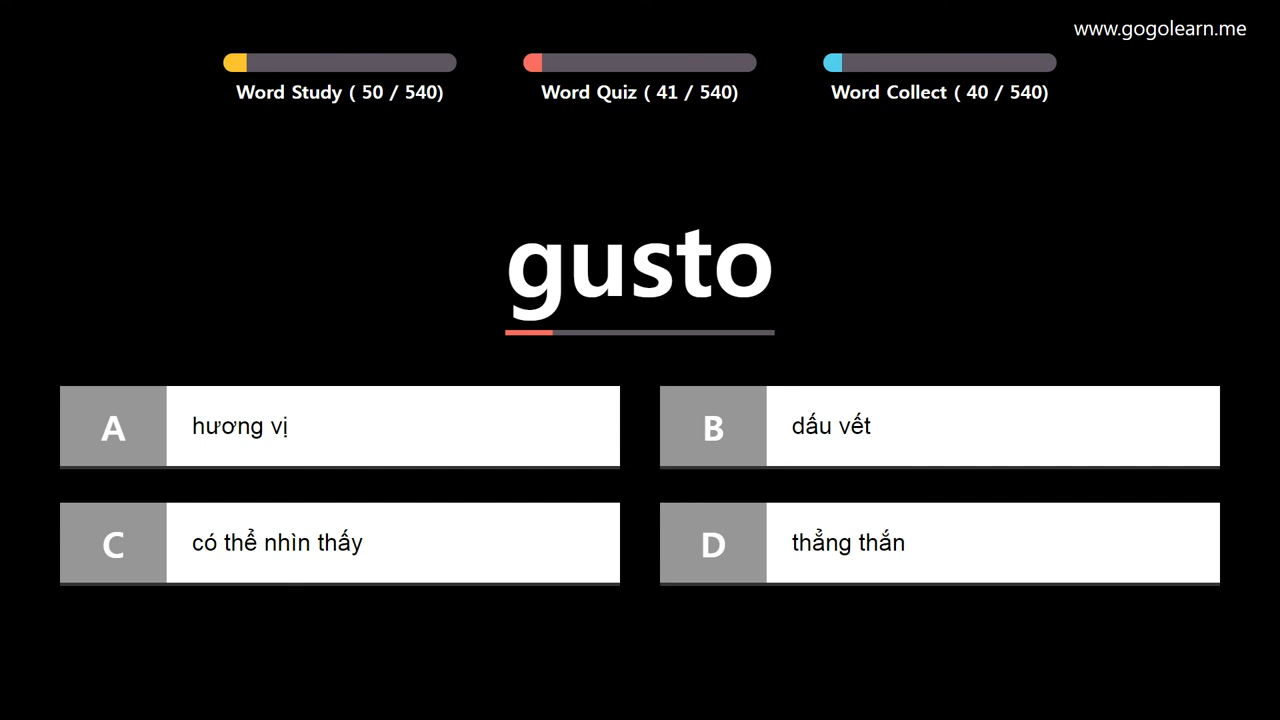 www.gogolearn.me
Word Study ( 50 / 540)
Word Quiz ( 41 / 540)
Word Collect ( 40 / 540)
gusto
A hương vị
B dấu vết
C có thể nhìn thấy
D thẳng thắn